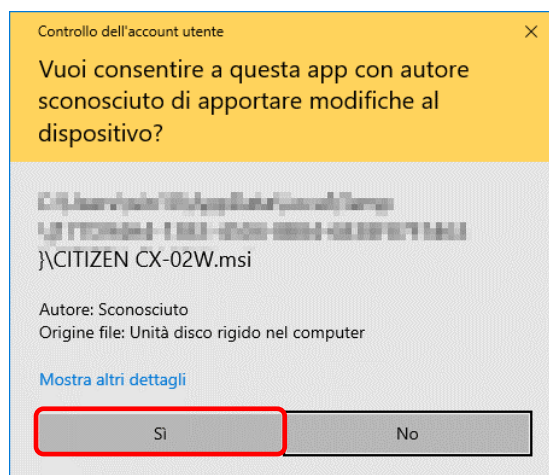 Controllo dell'account utente
Vuoi consentire a questa app con autore
sconosciuto di apportare modifiche al
dispositivo?
}\CITIZEN CX-02W.msi
Autore: Sconosciuto
Origine file: Unità disco rigido nel computer
Mostra altri dettagli
Sì
No